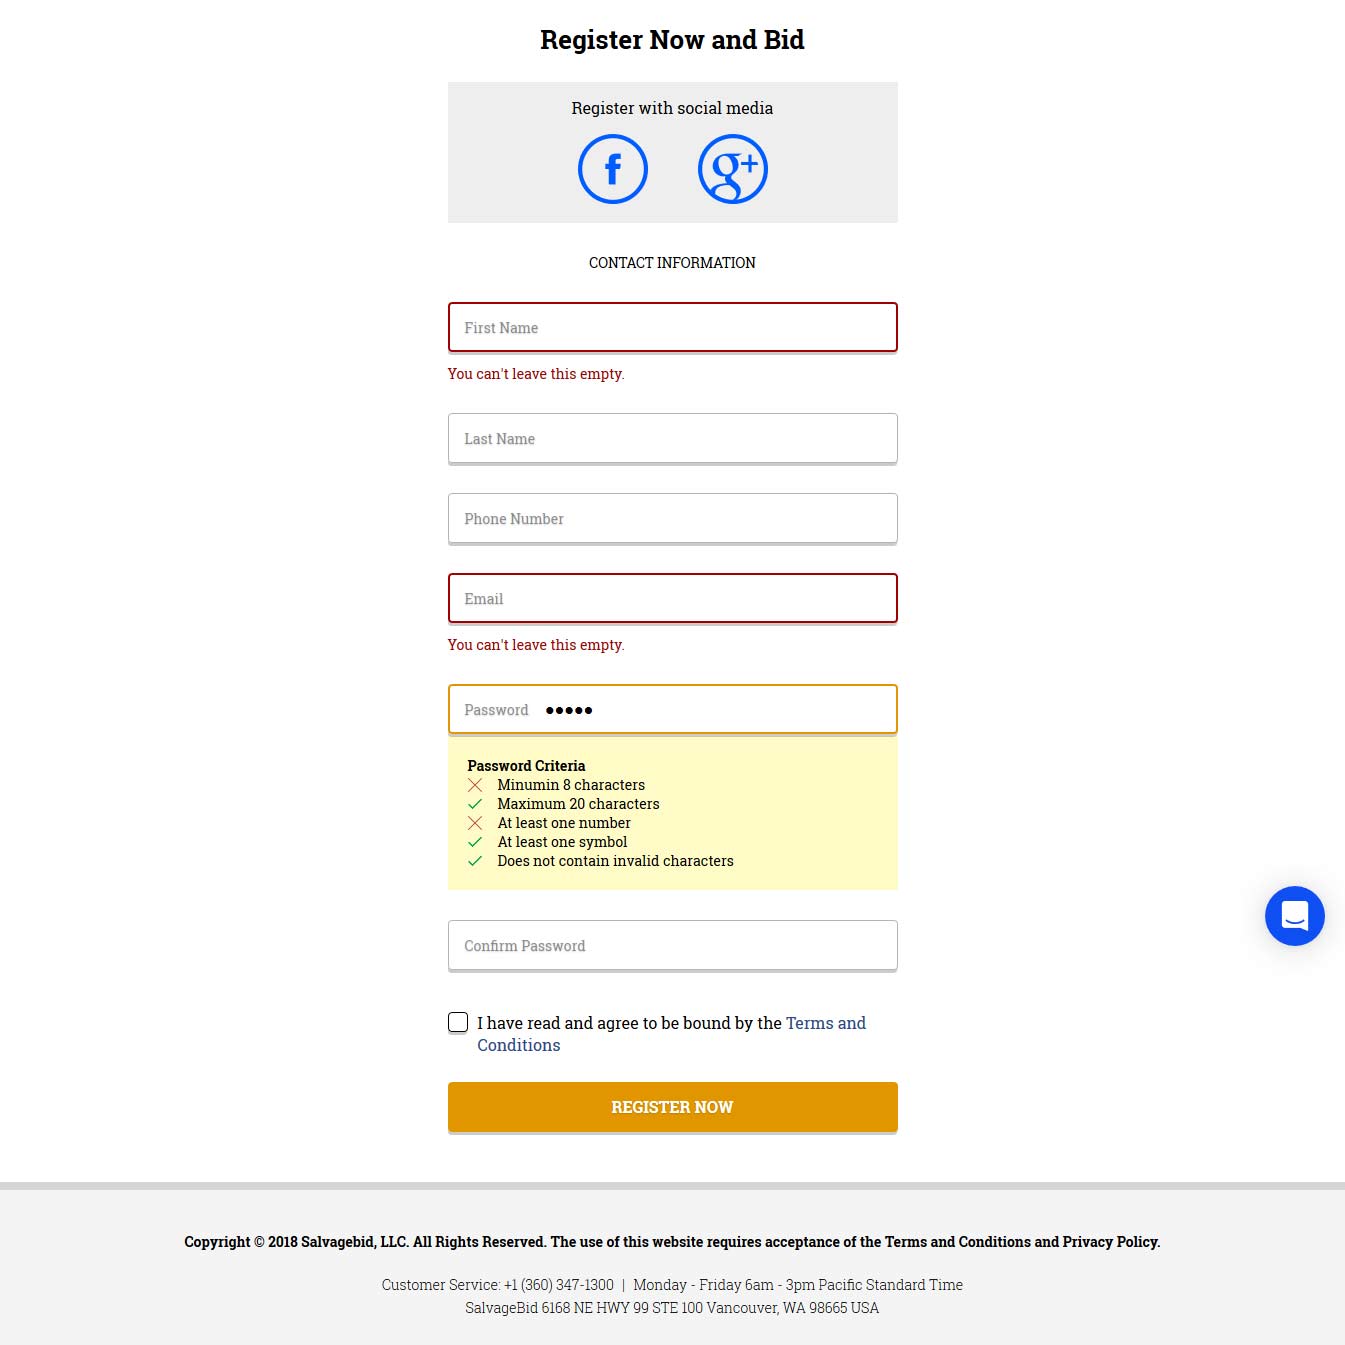 Register Now and Bid
Register with social media
f
g+
CONTACT INFORMATION
First Name
You can't leave this empty.
Last Name
Phone Number
Email
You can't leave this empty.
Password •••••
Password Criteria
Minumin 8 characters
Maximum 20 characters
At least one number
At least one symbol
Does not contain invalid characters
Confirm Password
I have read and agree to be bound by the Terms and
Conditions
REGISTER NOW
Copyright © 2018 Salvagebid, LLC. All Rights Reserved. The use of this website requires acceptance of the Terms and Conditions and Privacy Policy.
Customer Service: +1 (360) 347-1300 | Monday - Friday 6am - 3pm Pacific Standard Time
SalvageBid 6168 NE HWY 99 STE 100 Vancouver, WA 98665 USA